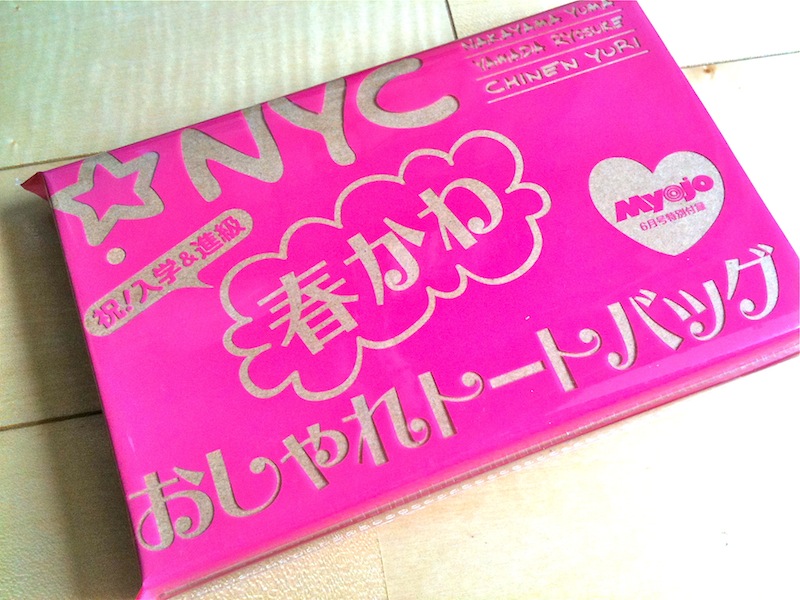 NYC
NAKAYAMA YUMA
YAMADA RYOSUKE
CHINEN YURI
祝!入学&進級
春かわ
Myojo
6月号特別付録
おしゃれトートバッグ